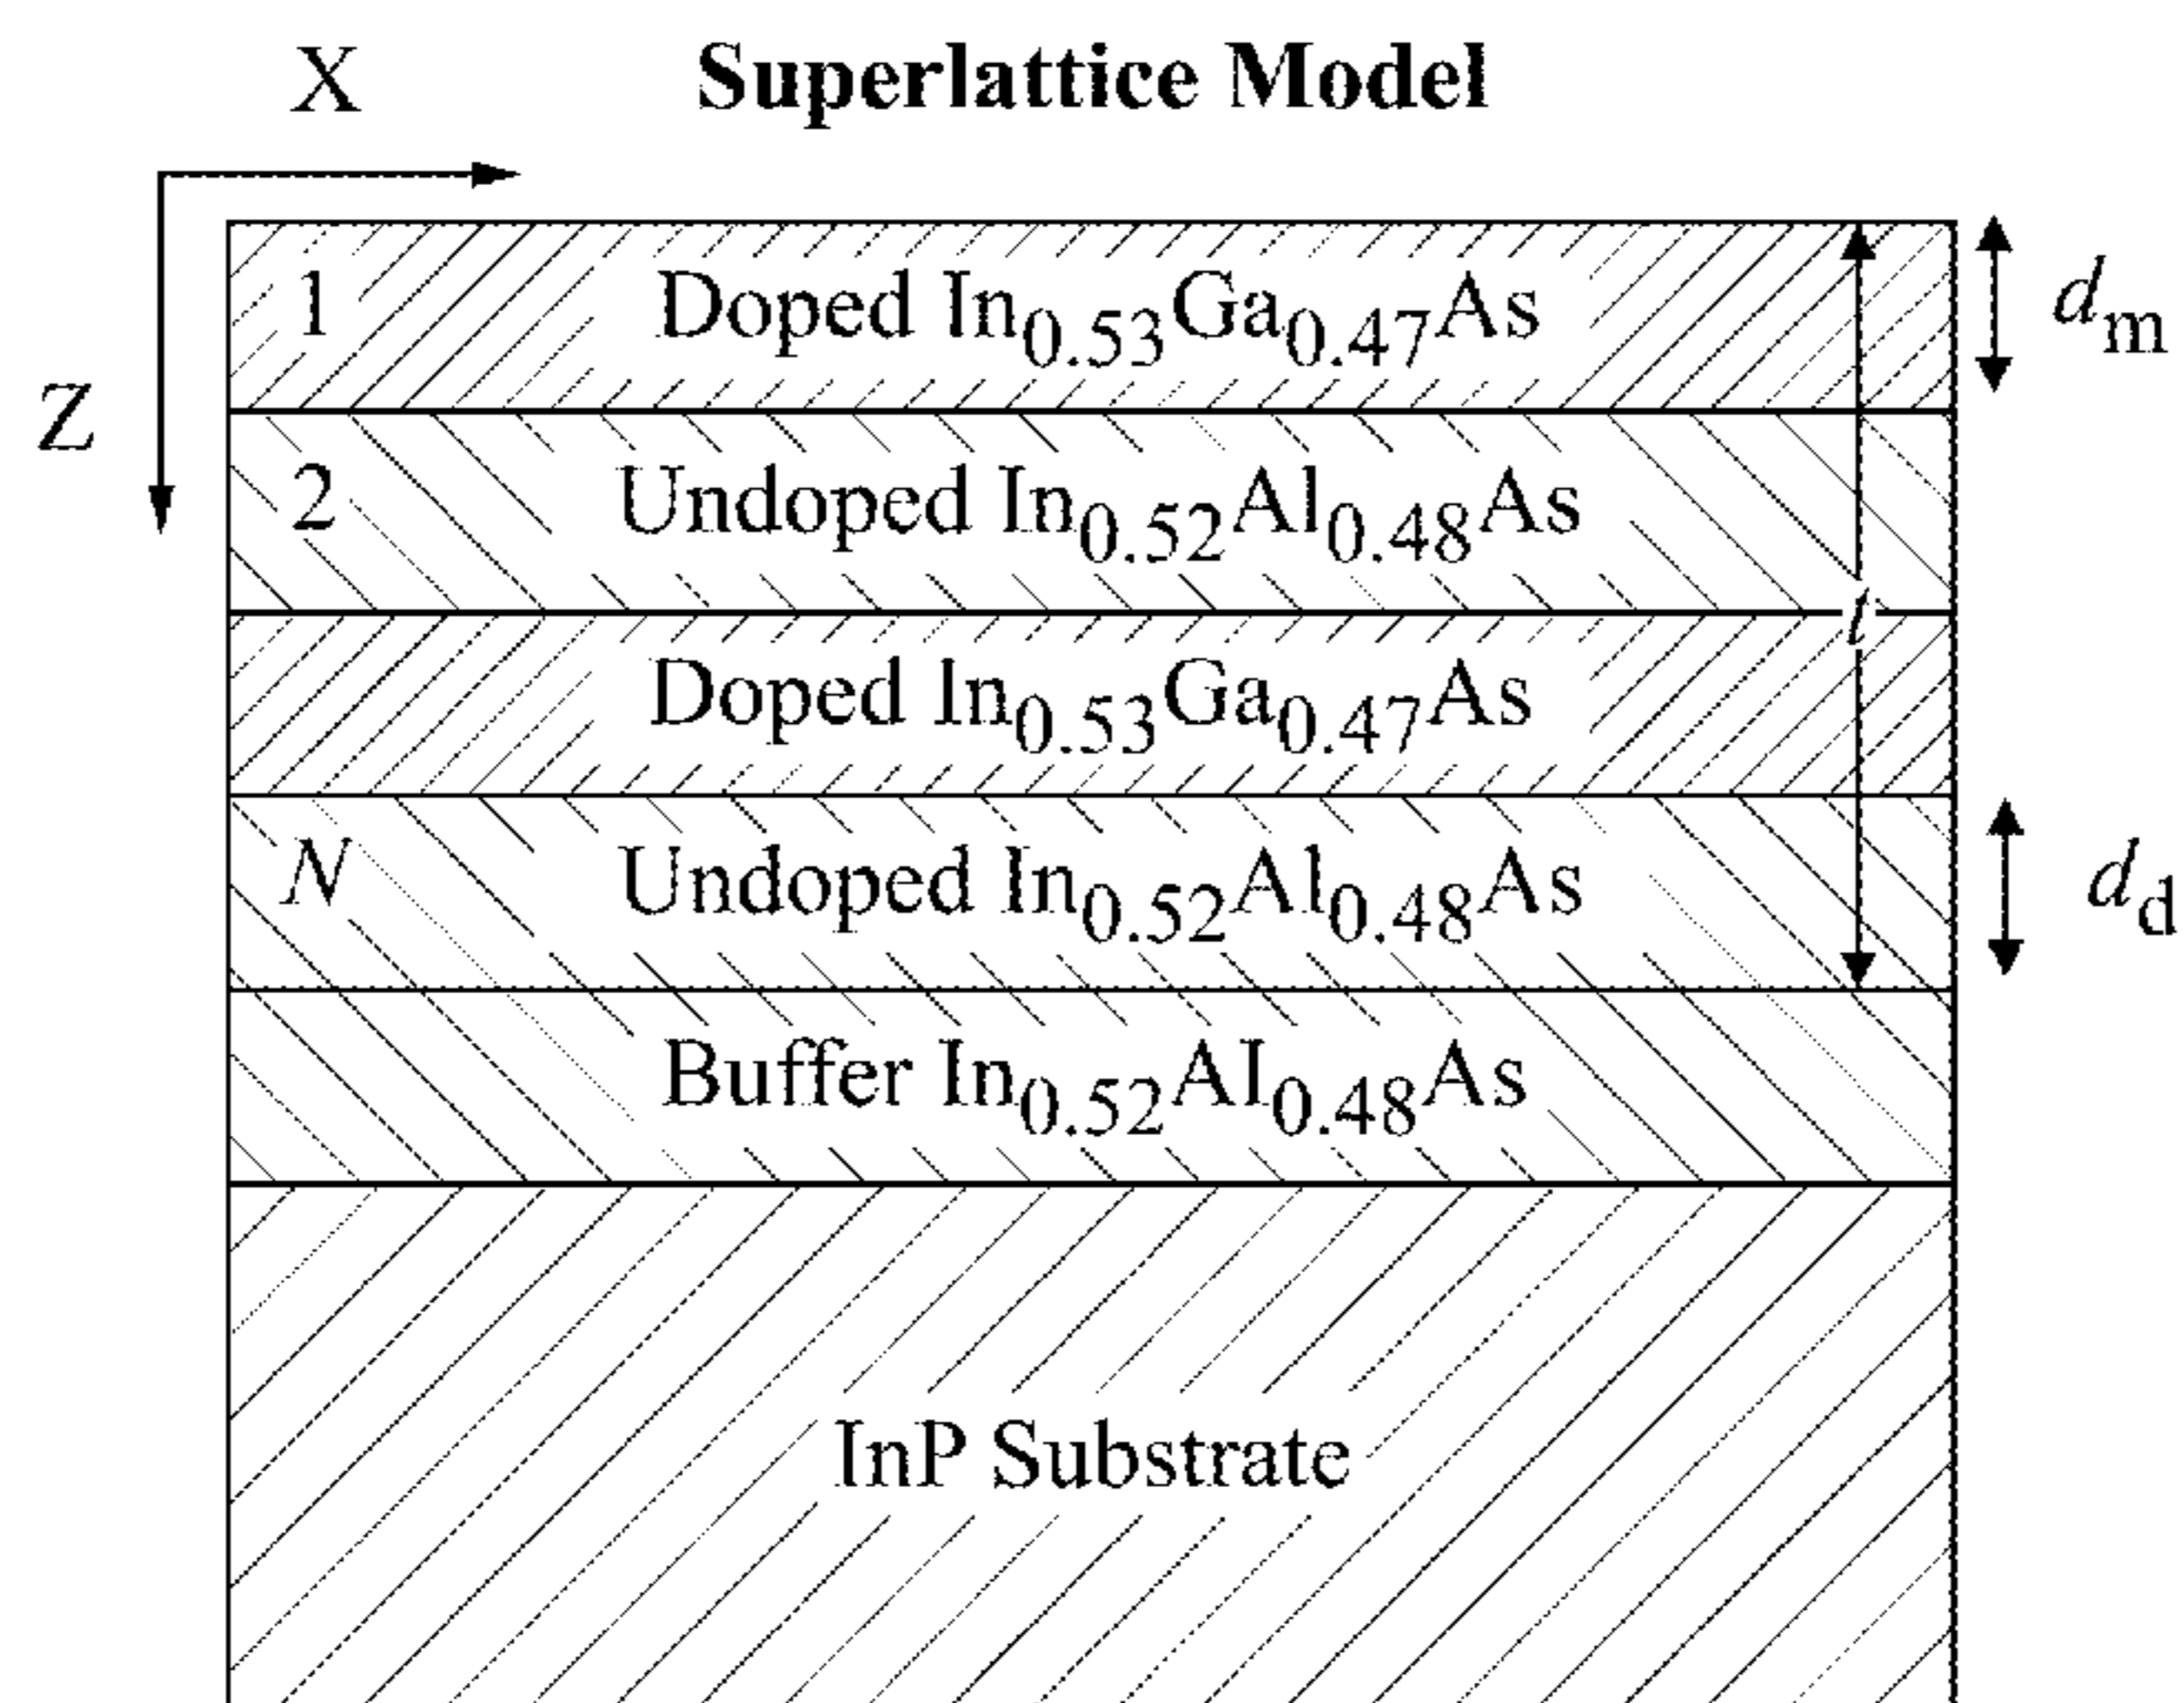 X
Superlattice Model
Z
1 Doped In0.53Ga0.47As
dm
2 Undoped In0.52Al0.48As
t
Doped In0.53Ga0.47As
N Undoped In0.52Al0.48As
dd
Buffer In0.52AI0.48As
InP Substrate